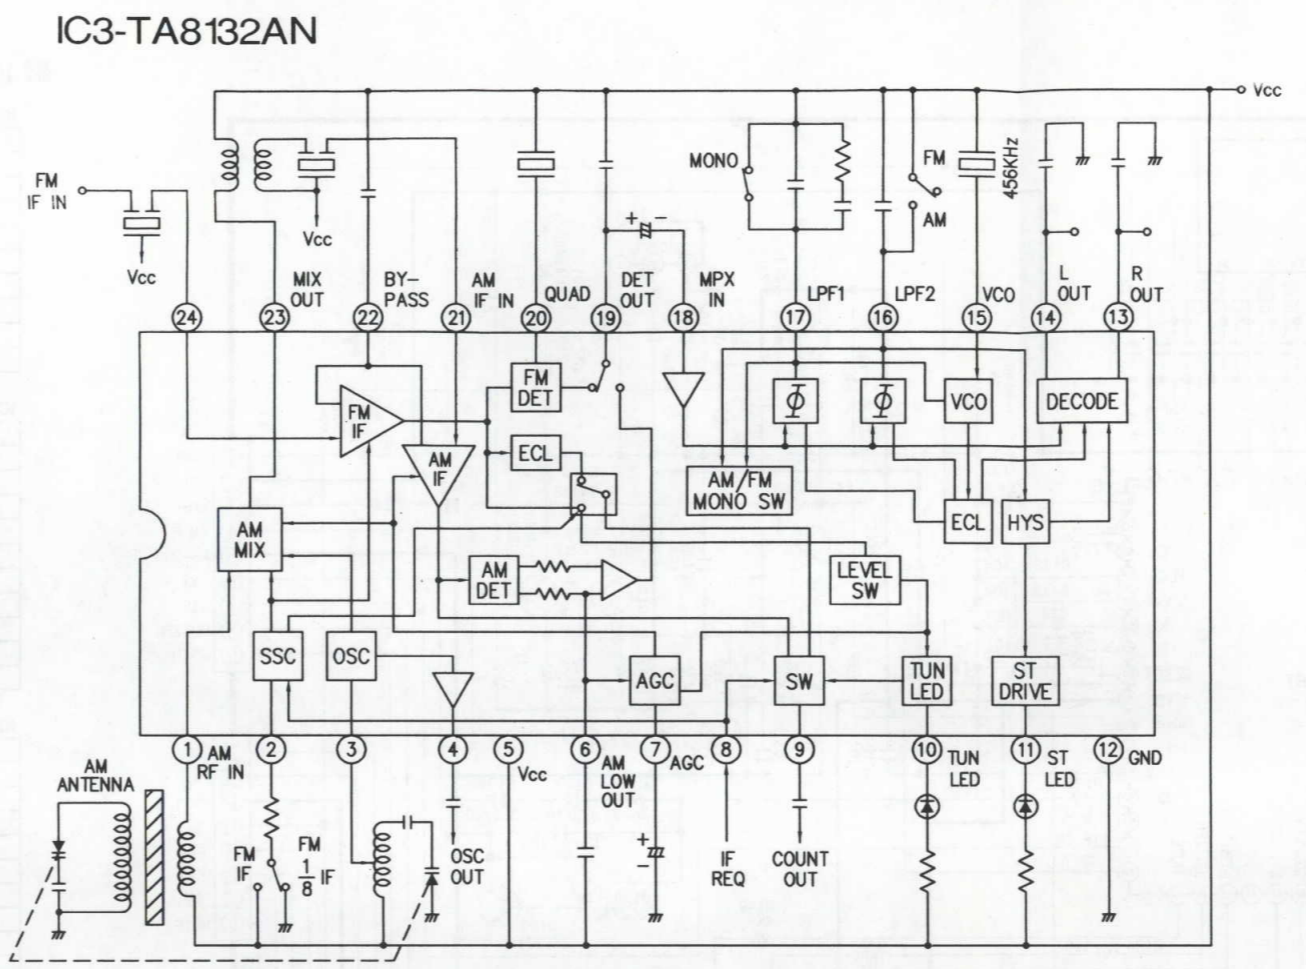 IC3-TA8132AN
Vcc
FM
IF IN
Vcc
Vcc
MONO
FM
AM
456KHz
MIX
OUT
BY-
PASS
AM
IF IN
QUAD
DET
OUT
MPX
IN
LPF1
LPF2
VCO
L
OUT
R
OUT
24
23
22
21
20
19
18
17
16
15
14
13
FM
IF
AM
IF
FM
DET
ECL
Φ
Φ
VCO
DECODE
AM/FM
MONO SW
ECL
HYS
AM
MIX
AM
DET
LEVEL
SW
SSC
OSC
AGC
SW
TUN
LED
ST
DRIVE
1
2
3
4
5
6
7
8
9
10
11
12
AM
RF IN
Vcc
AM
LOW
OUT
AGC
TUN
LED
ST
LED
GND
AM
ANTENNA
FM
IF
FM
1/8 IF
OSC
OUT
+
-
+
-
IF
REQ
COUNT
OUT